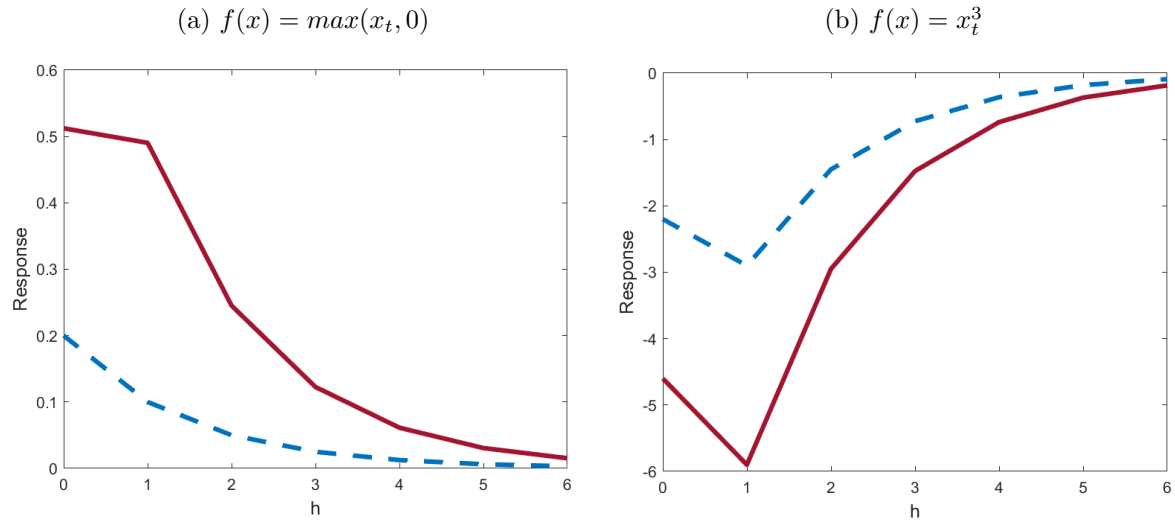 (a) f(x) = max(x_t, 0)
0.6
0.5
0.4
0.3
0.2
0.1
0
Response
0 1 2 3 4 5 6
h
(b) f(x) = x_t^3
0
-1
-2
-3
-4
-5
-6
Response
0 1 2 3 4 5 6
h